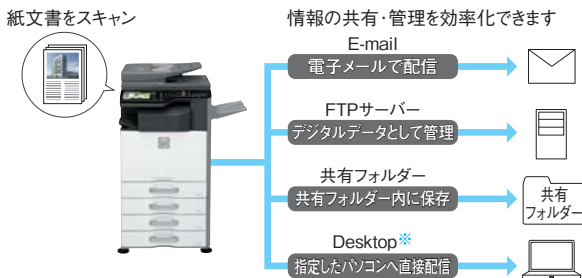 紙文書をスキャン
情報の共有・管理を効率化できます
E-mail
電子メールで配信
FTPサーバー
デジタルデータとして管理
共有フォルダー
共有フォルダー内に保存
共有
フォルダー
Desktop※
指定したパソコンへ直接配信